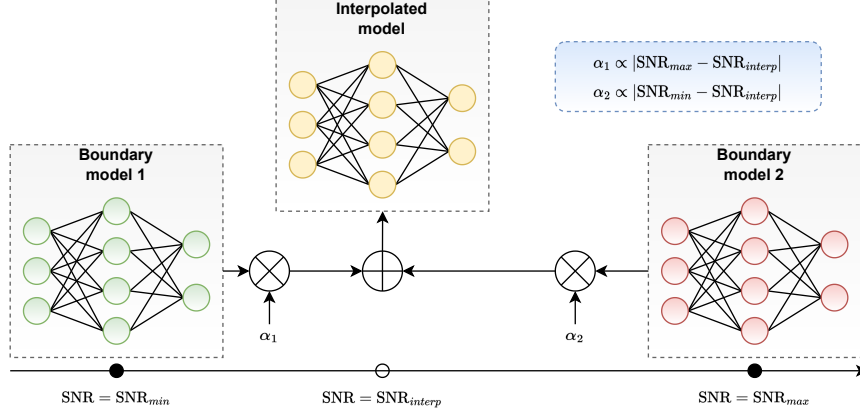 Interpolated
model
α₁ ∝ |SNR_max − SNR_interp|
α₂ ∝ |SNR_min − SNR_interp|
Boundary
model 1
Boundary
model 2
α₁
α₂
SNR = SNR_min
SNR = SNR_interp
SNR = SNR_max